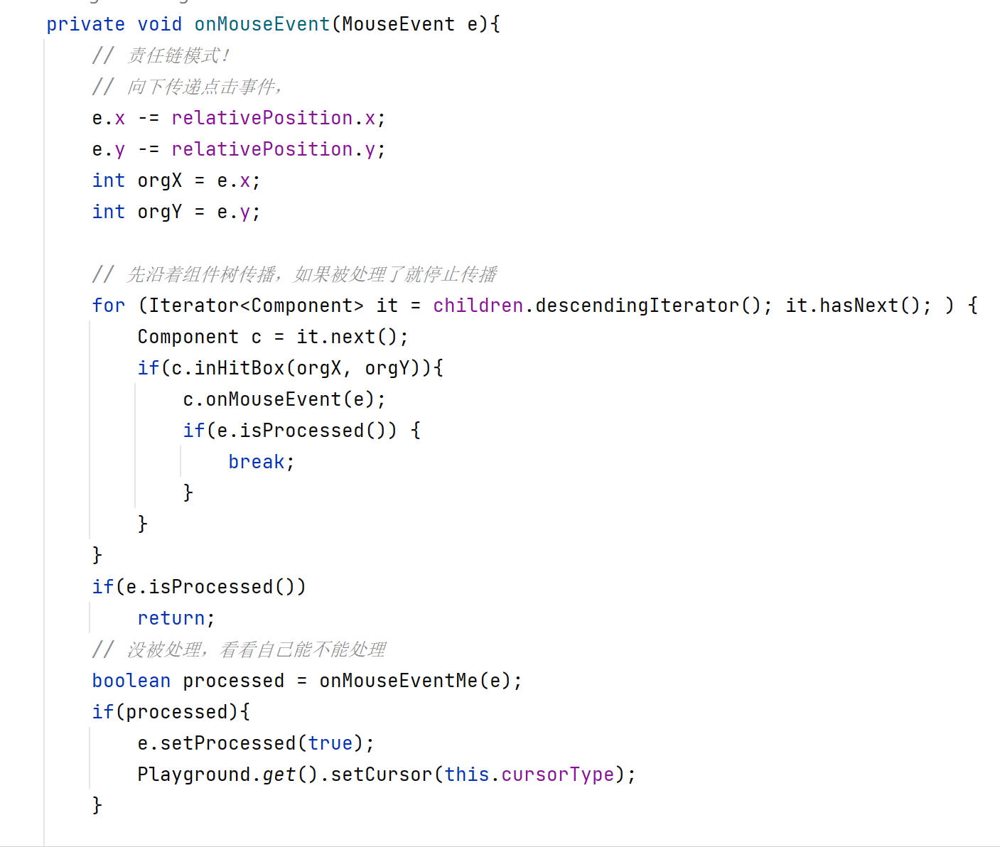 private void onMouseEvent(MouseEvent e){
// 责任链模式！
// 向下传递点击事件，
e.x -= relativePosition.x;
e.y -= relativePosition.y;
int orgX = e.x;
int orgY = e.y;
// 先沿着组件树传播，如果被处理了就停止传播
for (Iterator<Component> it = children.descendingIterator(); it.hasNext(); ) {
Component c = it.next();
if(c.inHitBox(orgX, orgY)){
c.onMouseEvent(e);
if(e.isProcessed()) {
break;
}
}
}
if(e.isProcessed())
return;
// 没被处理，看看自己能不能处理
boolean processed = onMouseEventMe(e);
if(processed){
e.setProcessed(true);
Playground.get().setCursor(this.cursorType);
}